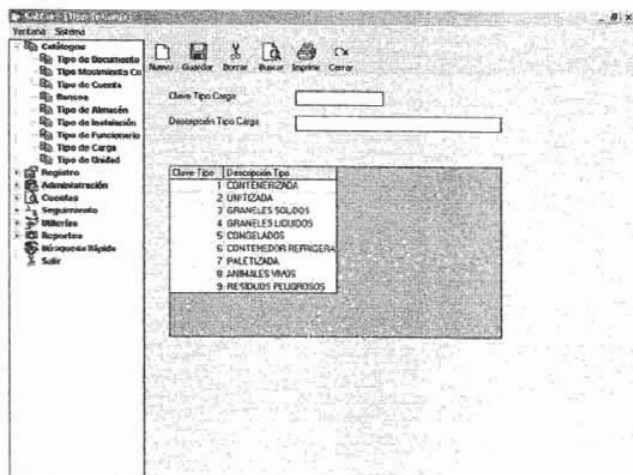 [Tipo de Carga]
Ventana Sistema
Catálogos
Tipo de Documento
Tipo Movimiento Cu
Tipo de Cuenta
Bancos
Tipo de Almacén
Tipo de Instalación
Tipo de Funcionario
Tipo de Carga
Tipo de Unidad
Registro
Administración
Cuentas
Seguimiento
Utilerías
Reportes
Búsqueda Rápida
Salir
Nuevo Guardar Borrar Buscar Imprimir Cerrar
Clave Tipo Carga:
Descripción Tipo Carga:
Clave Tipo Descripción Tipo
1 CONTENERIZADA
2 UNITIZADA
3 GRANELES SOLIDOS
4 GRANELES LIQUIDOS
5 CONGELADOS
6 CONTENEDOR REFRIGERA
7 PALETIZADA
8 ANIMALES VIVOS
9 RESIDUOS PELIGROSOS